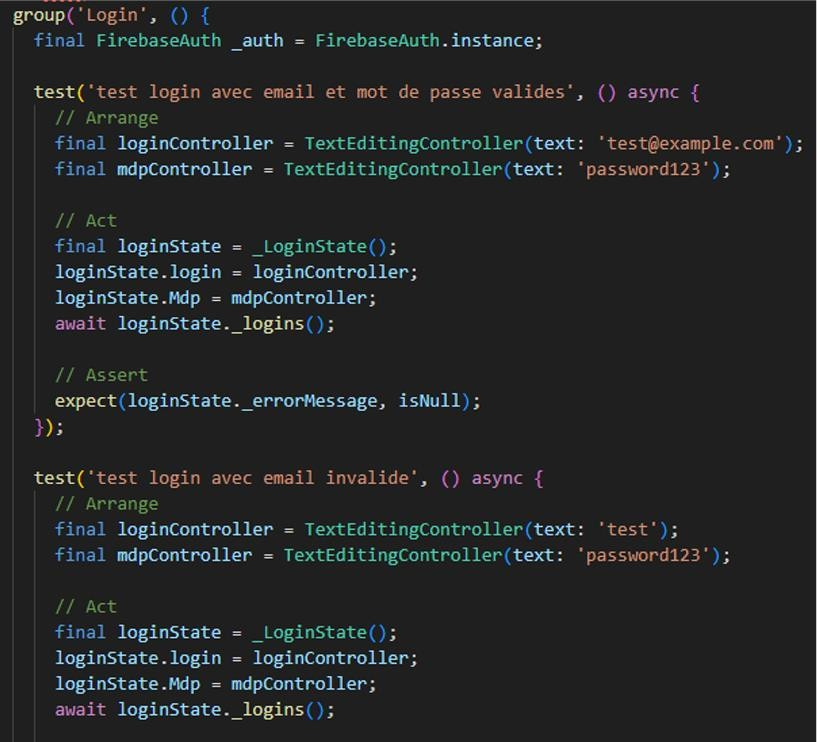 group('Login', () {
final FirebaseAuth _auth = FirebaseAuth.instance;
test('test login avec email et mot de passe valides', () async {
// Arrange
final loginController = TextEditingController(text: 'test@example.com');
final mdpController = TextEditingController(text: 'password123');
// Act
final loginState = _LoginState();
loginState.login = loginController;
loginState.Mdp = mdpController;
await loginState._logins();
// Assert
expect(loginState._errorMessage, isNull);
});
test('test login avec email invalide', () async {
// Arrange
final loginController = TextEditingController(text: 'test');
final mdpController = TextEditingController(text: 'password123');
// Act
final loginState = _LoginState();
loginState.login = loginController;
loginState.Mdp = mdpController;
await loginState._logins();